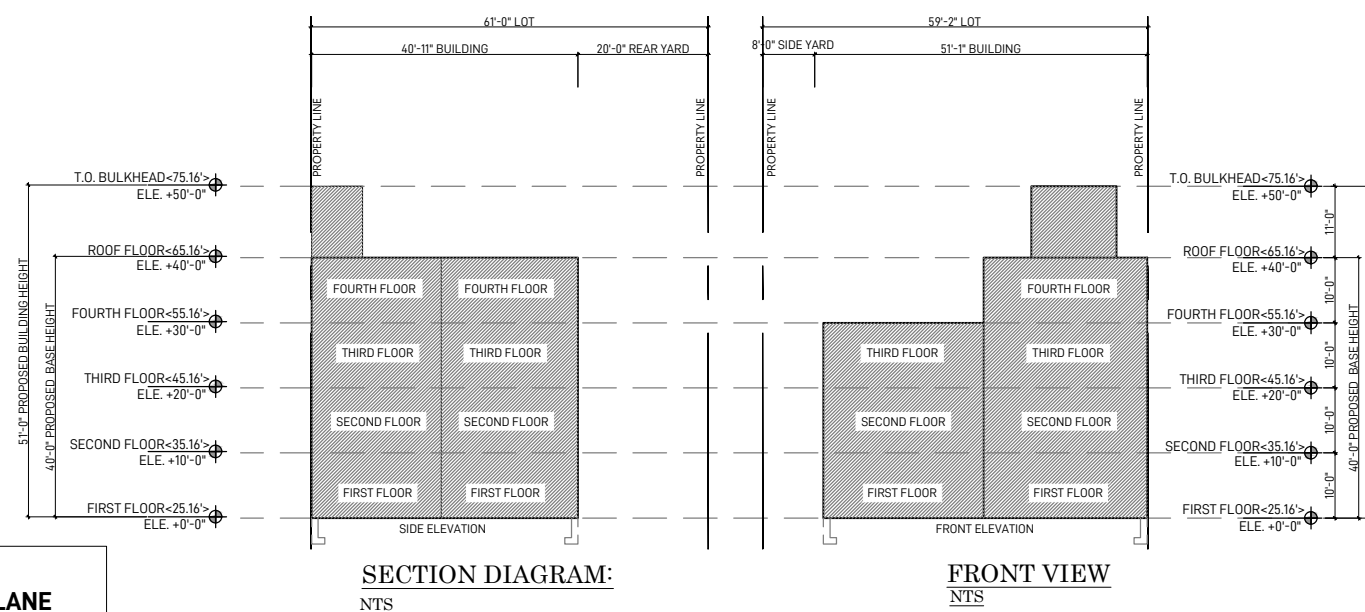 61'-0" LOT
40'-11" BUILDING
20'-0" REAR YARD
PROPERTY LINE
PROPERTY LINE
T.O. BULKHEAD<75.16'>
ELE. +50'-0"
ROOF FLOOR<65.16'>
ELE. +40'-0"
FOURTH FLOOR<55.16'>
ELE. +30'-0"
THIRD FLOOR<45.16'>
ELE. +20'-0"
SECOND FLOOR<35.16'>
ELE. +10'-0"
FIRST FLOOR<25.16'>
ELE. +0'-0"
51'-0" PROPOSED BUILDING HEIGHT
40'-0" PROPOSED BASE HEIGHT
FOURTH FLOOR
FOURTH FLOOR
THIRD FLOOR
THIRD FLOOR
SECOND FLOOR
SECOND FLOOR
FIRST FLOOR
FIRST FLOOR
SIDE ELEVATION
SECTION DIAGRAM:
NTS
59'-2" LOT
8'-0" SIDE YARD
51'-1" BUILDING
PROPERTY LINE
PROPERTY LINE
FOURTH FLOOR
THIRD FLOOR
THIRD FLOOR
SECOND FLOOR
SECOND FLOOR
FIRST FLOOR
FIRST FLOOR
FRONT ELEVATION
FRONT VIEW
NTS
T.O. BULKHEAD<75.16'>
ELE. +50'-0"
ROOF FLOOR<65.16'>
ELE. +40'-0"
FOURTH FLOOR<55.16'>
ELE. +30'-0"
THIRD FLOOR<45.16'>
ELE. +20'-0"
SECOND FLOOR<35.16'>
ELE. +10'-0"
FIRST FLOOR<25.16'>
ELE. +0'-0"
11'-0"
10'-0"
10'-0"
10'-0"
10'-0"
40'-0" PROPOSED BASE HEIGHT
LANE